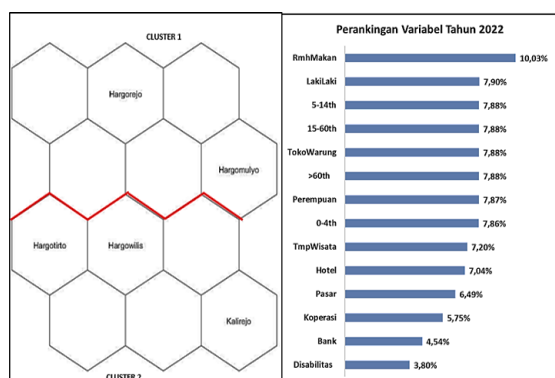 CLUSTER 1
Hargorejo
Hargomulyo
Hargotirto
Hargowilis
Kalirejo
CLUSTER 2
Perankingan Variabel Tahun 2022
RmhMakan 10,03%
LakiLaki 7,90%
5-14th 7,88%
15-60th 7,88%
TokoWarung 7,88%
>60th 7,88%
Perempuan 7,87%
0-4th 7,86%
TmpWisata 7,20%
Hotel 7,04%
Pasar 6,49%
Koperasi 5,75%
Bank 4,54%
Disabilitas 3,80%